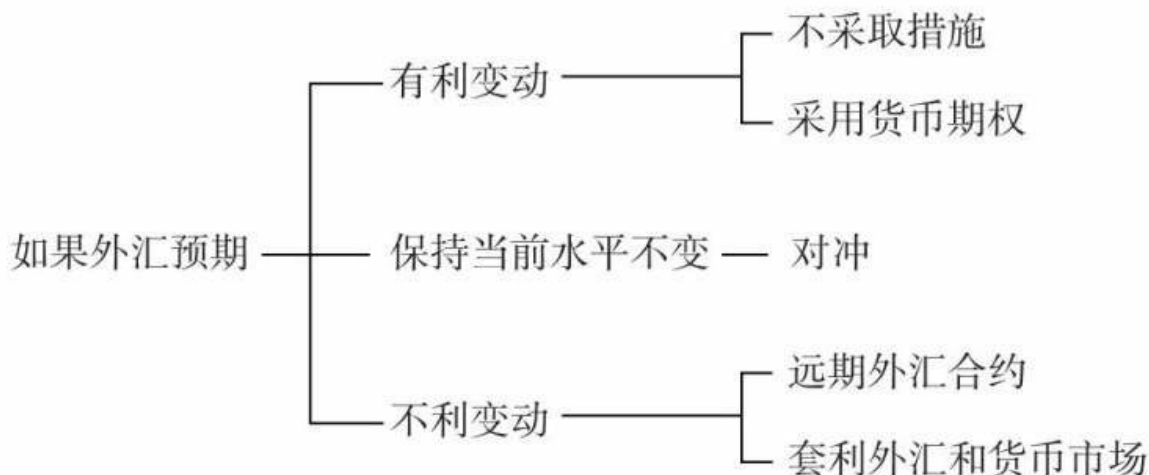 如果外汇预期
有利变动
不采取措施
采用货币期权
保持当前水平不变
对冲
不利变动
远期外汇合约
套利外汇和货币市场